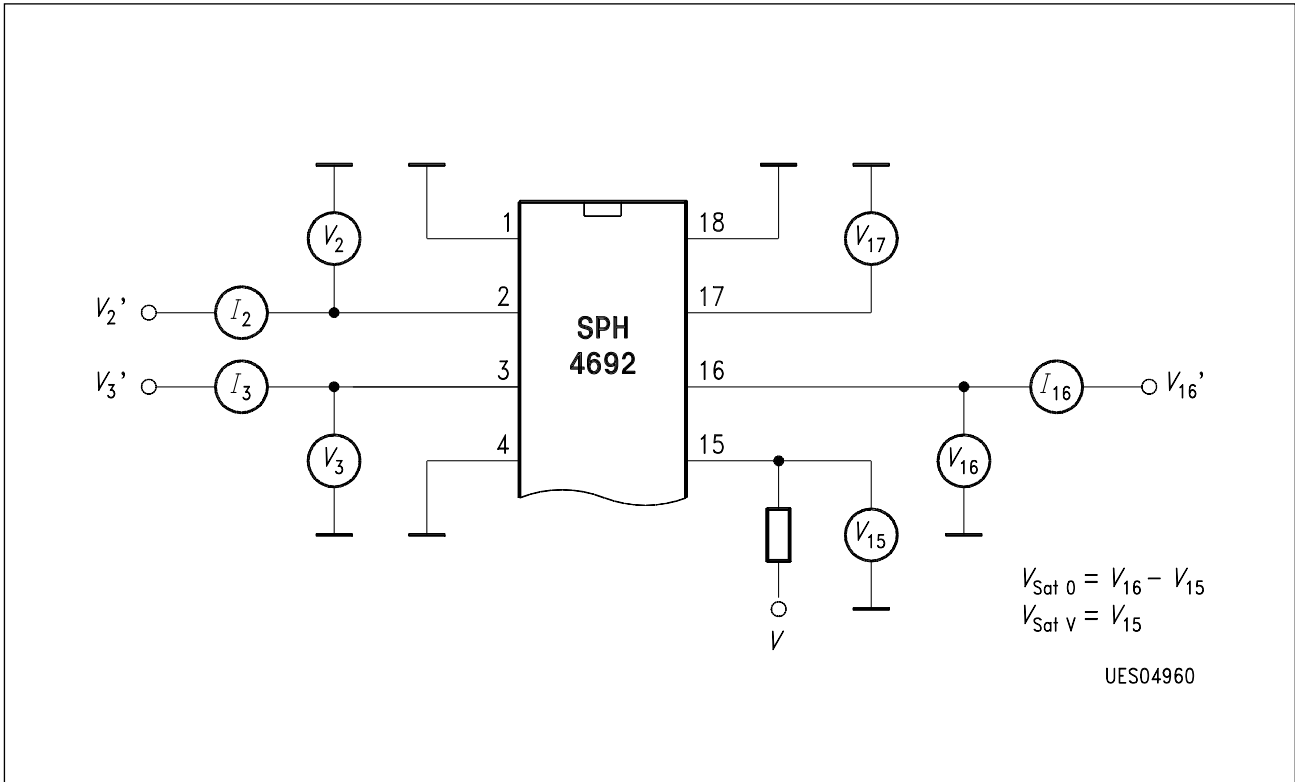 1
18
V2
V17
V2'
I2
2
17
SPH
4692
V3'
I3
3
16
I16
V16'
V3
4
15
V16
V15
V
VSat 0 = V16 – V15
VSat V = V15
UES04960